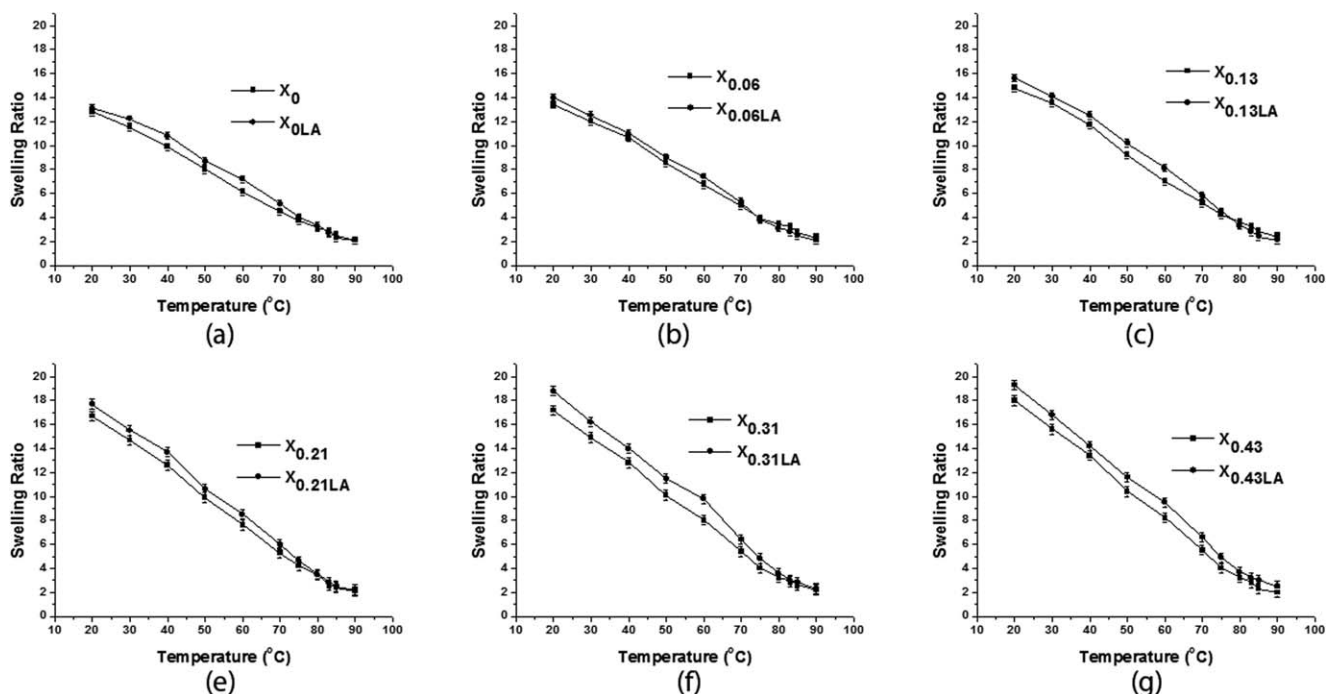 20
18
16
14
12
10
8
6
4
2
0
Swelling Ratio
X0
X0LA
10 20 30 40 50 60 70 80 90 100
Temperature (°C)
(a)
20
18
16
14
12
10
8
6
4
2
0
Swelling Ratio
X0.06
X0.06LA
10 20 30 40 50 60 70 80 90 100
Temperature (°C)
(b)
20
18
16
14
12
10
8
6
4
2
0
Swelling Ratio
X0.13
X0.13LA
10 20 30 40 50 60 70 80 90 100
Temperature (°C)
(c)
20
18
16
14
12
10
8
6
4
2
0
Swelling Ratio
X0.21
X0.21LA
10 20 30 40 50 60 70 80 90 100
Temperature (°C)
(e)
20
18
16
14
12
10
8
6
4
2
0
Swelling Ratio
X0.31
X0.31LA
10 20 30 40 50 60 70 80 90 100
Temperature (°C)
(f)
20
18
16
14
12
10
8
6
4
2
0
Swelling Ratio
X0.43
X0.43LA
10 20 30 40 50 60 70 80 90 100
Temperature (°C)
(g)